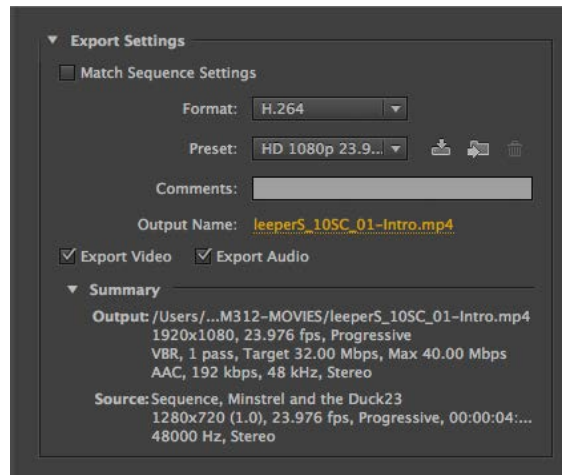 Export Settings
Match Sequence Settings
Format: H.264
Preset: HD 1080p 23.9...
Comments:
Output Name: leeperS_10SC_01-Intro.mp4
Export Video Export Audio
Summary
Output: /Users/...M312-MOVIES/leeperS_10SC_01-Intro.mp4
1920x1080, 23.976 fps, Progressive
VBR, 1 pass, Target 32.00 Mbps, Max 40.00 Mbps
AAC, 192 kbps, 48 kHz, Stereo
Source: Sequence, Minstrel and the Duck23
1280x720 (1.0), 23.976 fps, Progressive, 00:00:04:...
48000 Hz, Stereo